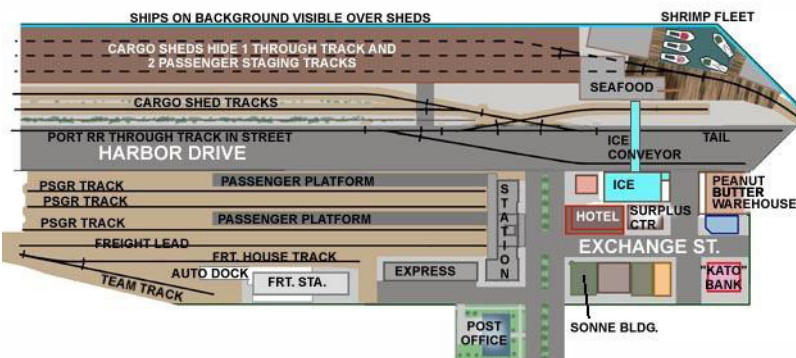 SHIPS ON BACKGROUND VISIBLE OVER SHEDS
SHRIMP FLEET
CARGO SHEDS HIDE 1 THROUGH TRACK AND
2 PASSENGER STAGING TRACKS
SEAFOOD
CARGO SHED TRACKS
PORT RR THROUGH TRACK IN STREET
TAIL
ICE
CONVEYOR
HARBOR DRIVE
PSGR TRACK
PASSENGER PLATFORM
PSGR TRACK
PSGR TRACK
PASSENGER PLATFORM
STATION
ICE
PEANUT
BUTTER
WAREHOUSE
HOTEL
SURPLUS
CTR
FREIGHT LEAD
EXCHANGE ST.
FRT. HOUSE TRACK
AUTO DOCK
FRT. STA.
EXPRESS
TEAM TRACK
"KATO"
BANK
POST
OFFICE
SONNE BLDG.